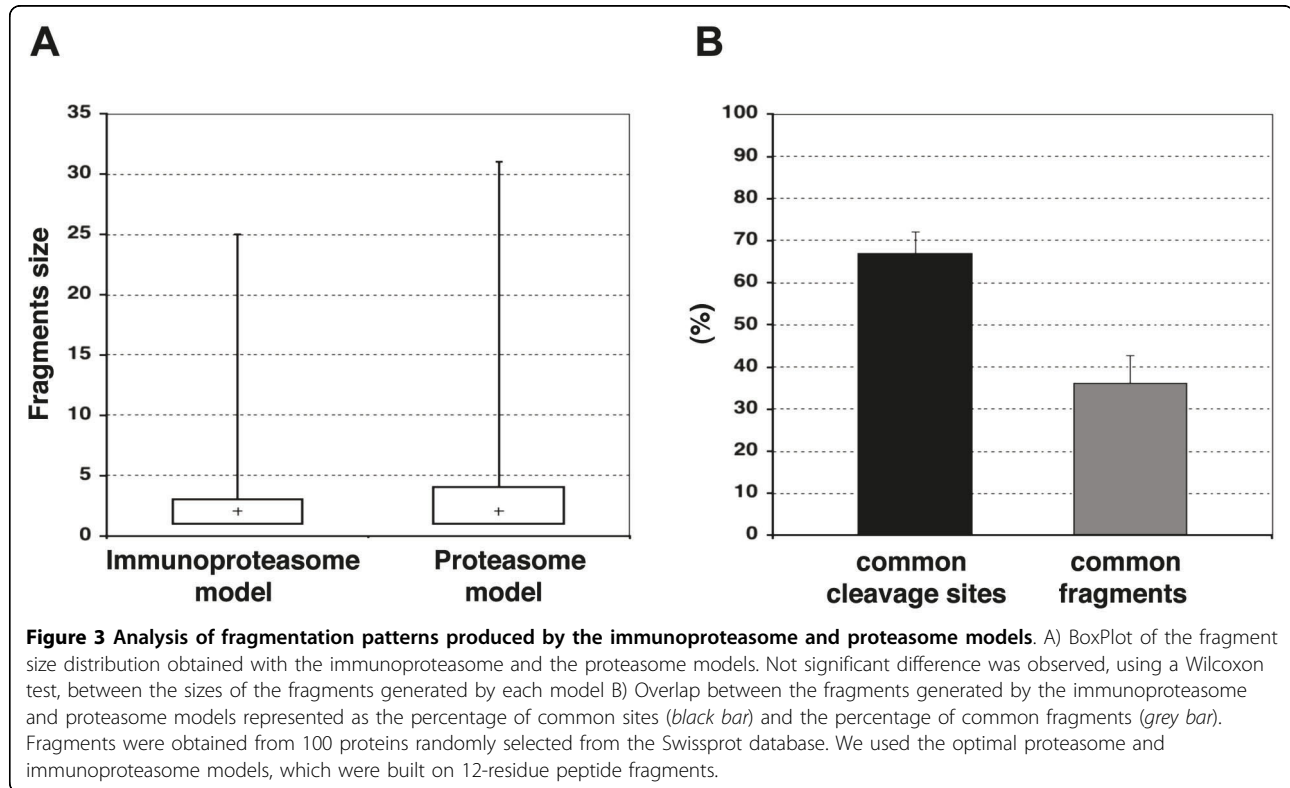 A
B
35
30
25
20
15
10
5
0
Fragments size
Immunoproteasome
model
Proteasome
model
100
90
80
70
60
50
40
30
20
10
0
(%)
common
cleavage sites
common
fragments
Figure 3 Analysis of fragmentation patterns produced by the immunoproteasome and proteasome models. A) BoxPlot of the fragment
size distribution obtained with the immunoproteasome and the proteasome models. Not significant difference was observed, using a Wilcoxon
test, between the sizes of the fragments generated by each model B) Overlap between the fragments generated by the immunoproteasome
and proteasome models represented as the percentage of common sites (black bar) and the percentage of common fragments (grey bar).
Fragments were obtained from 100 proteins randomly selected from the Swissprot database. We used the optimal proteasome and
immunoproteasome models, which were built on 12-residue peptide fragments.